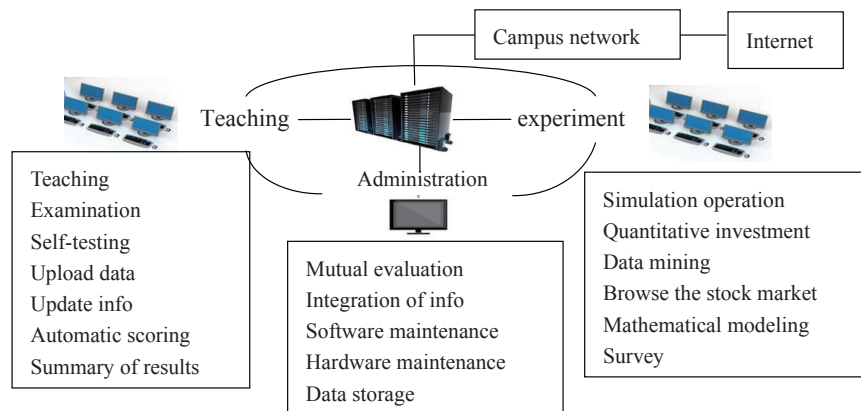 Campus network
Internet
Teaching
experiment
Administration
Teaching
Examination
Self-testing
Upload data
Update info
Automatic scoring
Summary of results
Mutual evaluation
Integration of info
Software maintenance
Hardware maintenance
Data storage
Simulation operation
Quantitative investment
Data mining
Browse the stock market
Mathematical modeling
Survey